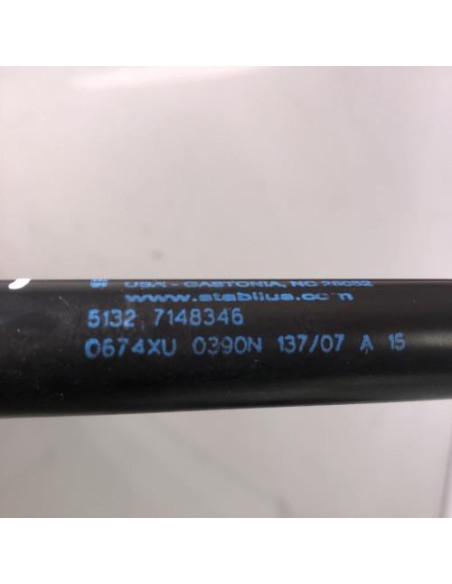 USA - GASTONIA, NC 28052
www.stabilus.com
5132 7148346
0674XU 0390N 137/07 A 15